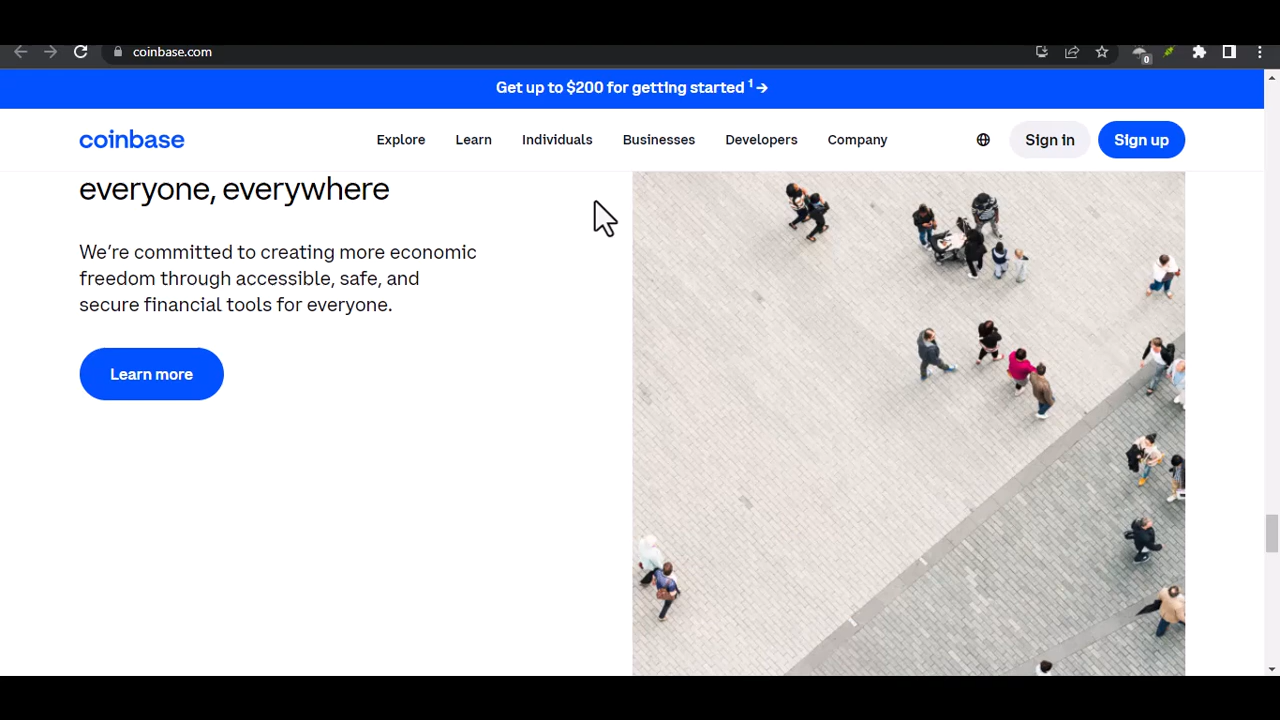 coinbase.com
0
Get up to $200 for getting started 1 →
coinbase Explore Learn Individuals Businesses Developers Company Sign in Sign up
everyone, everywhere
We’re committed to creating more economic
freedom through accessible, safe, and
secure financial tools for everyone.
Learn more